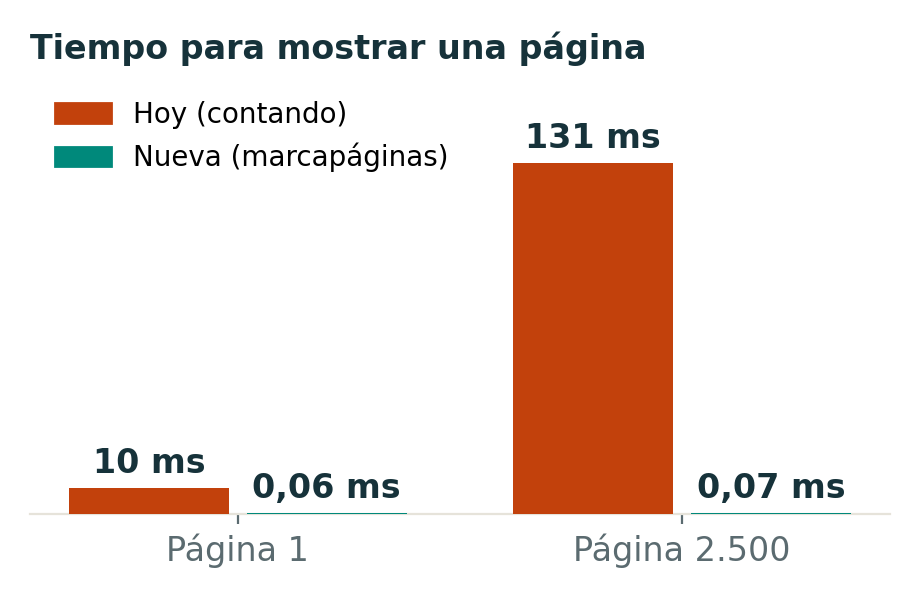 Tiempo para mostrar una página
Hoy (contando)
Nueva (marcapáginas)
131 ms
10 ms
0,06 ms
0,07 ms
Página 1
Página 2.500